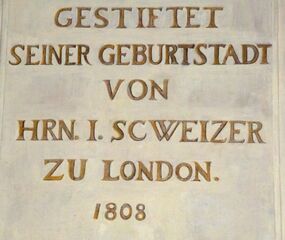 GESTIFTET
SEINER GEBURTSTADT
VON
HRN. I. SCWEIZER
ZU LONDON.
1808